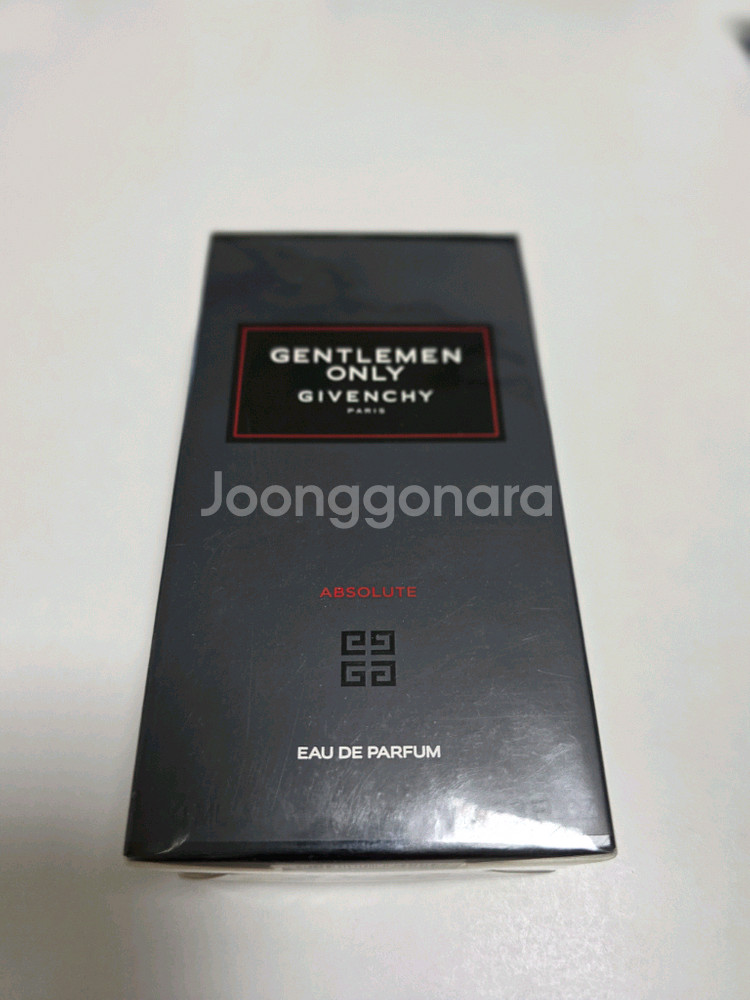 GENTLEMEN
ONLY
GIVENCHY
PARIS
Joonggonara
ABSOLUTE
EAU DE PARFUM